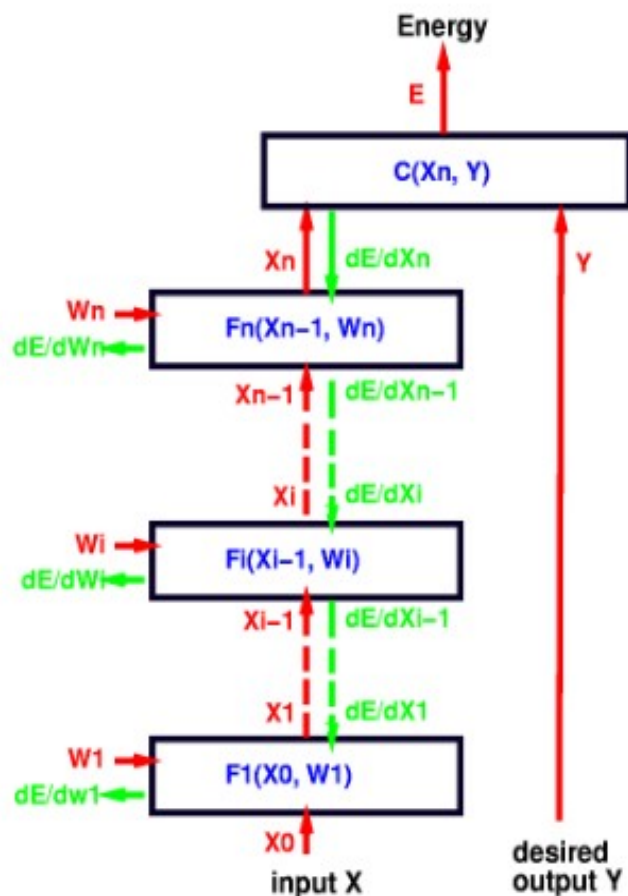 Energy
E
C(Xn, Y)
Xn
dE/dXn
Y
Wn
Fn(Xn-1, Wn)
dE/dWn
Xn-1
dE/dXn-1
Xi
dE/dXi
Wi
Fi(Xi-1, Wi)
dE/dWi
Xi-1
dE/dXi-1
X1
dE/dX1
W1
F1(X0, W1)
dE/dw1
X0
input X
desired
output Y